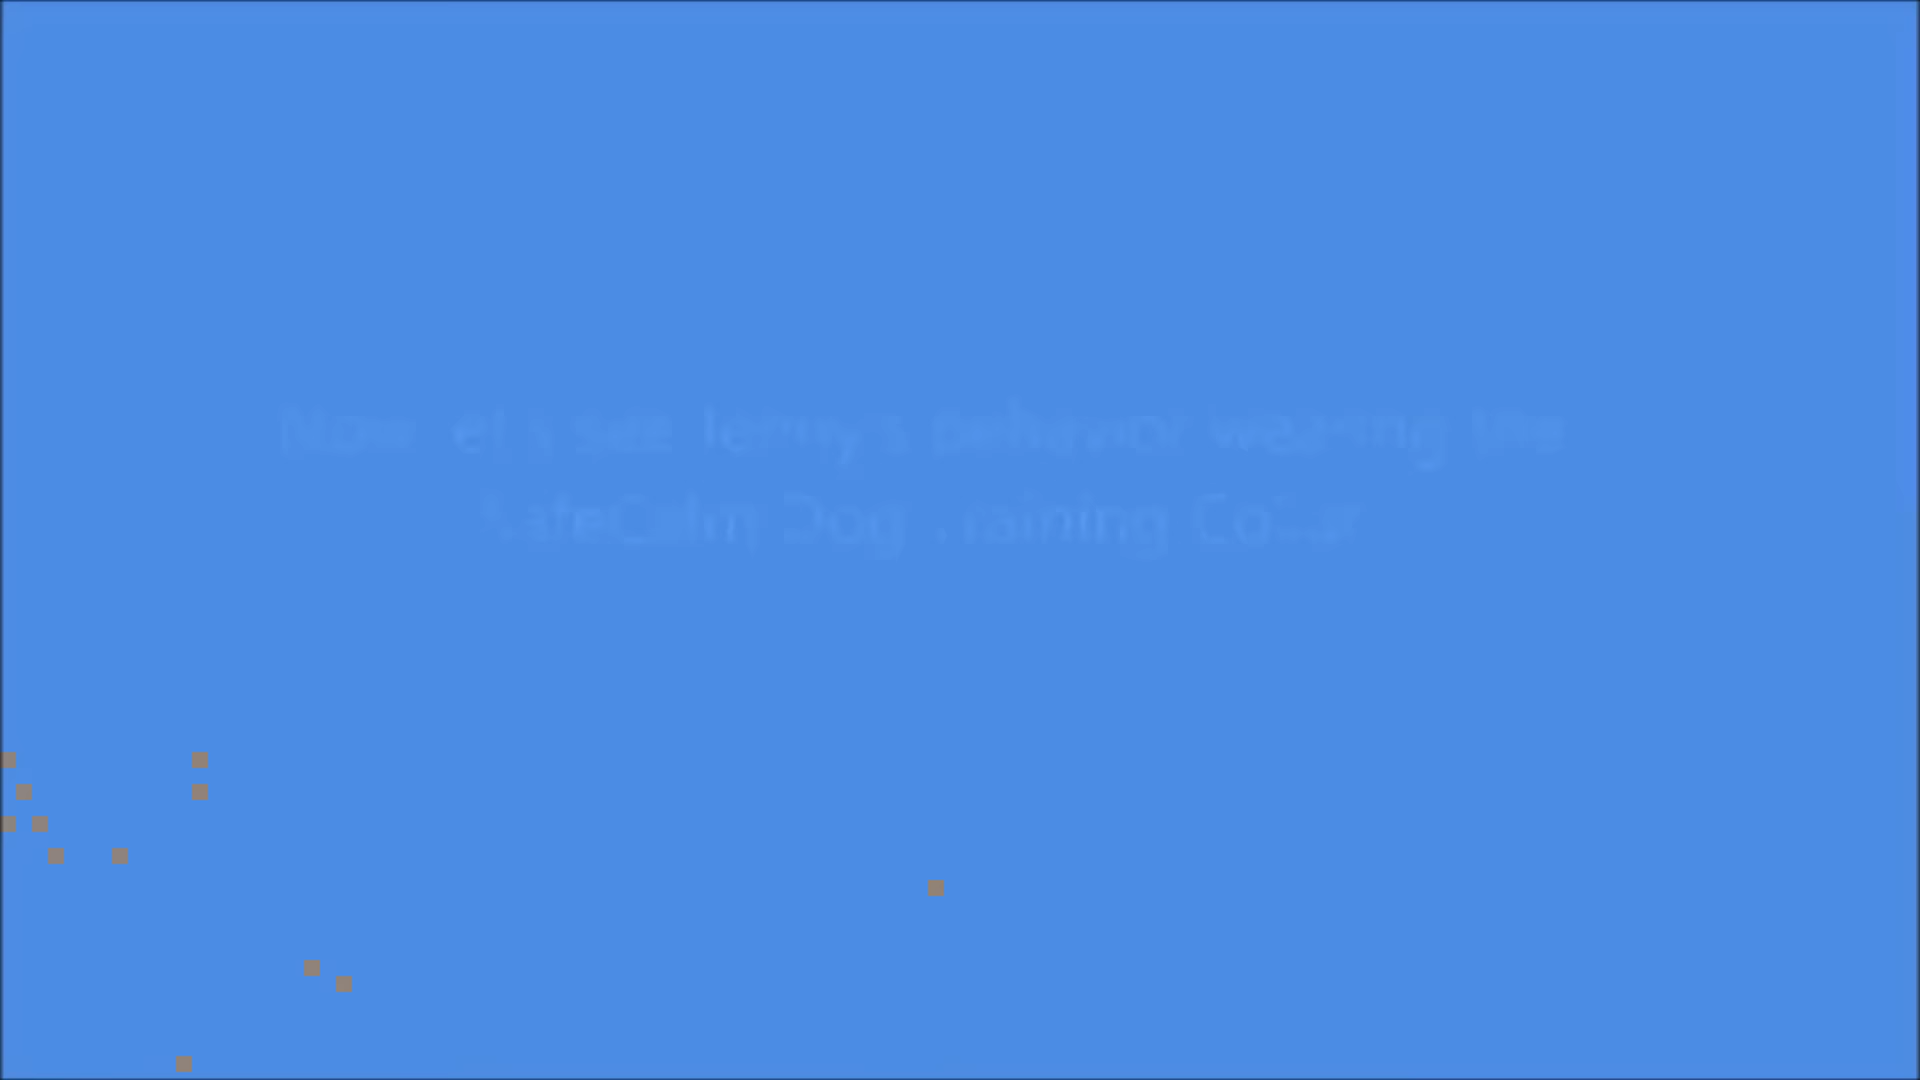 Now let's see Jenny's behavior wearing the
SafeCalm Dog Training Collar